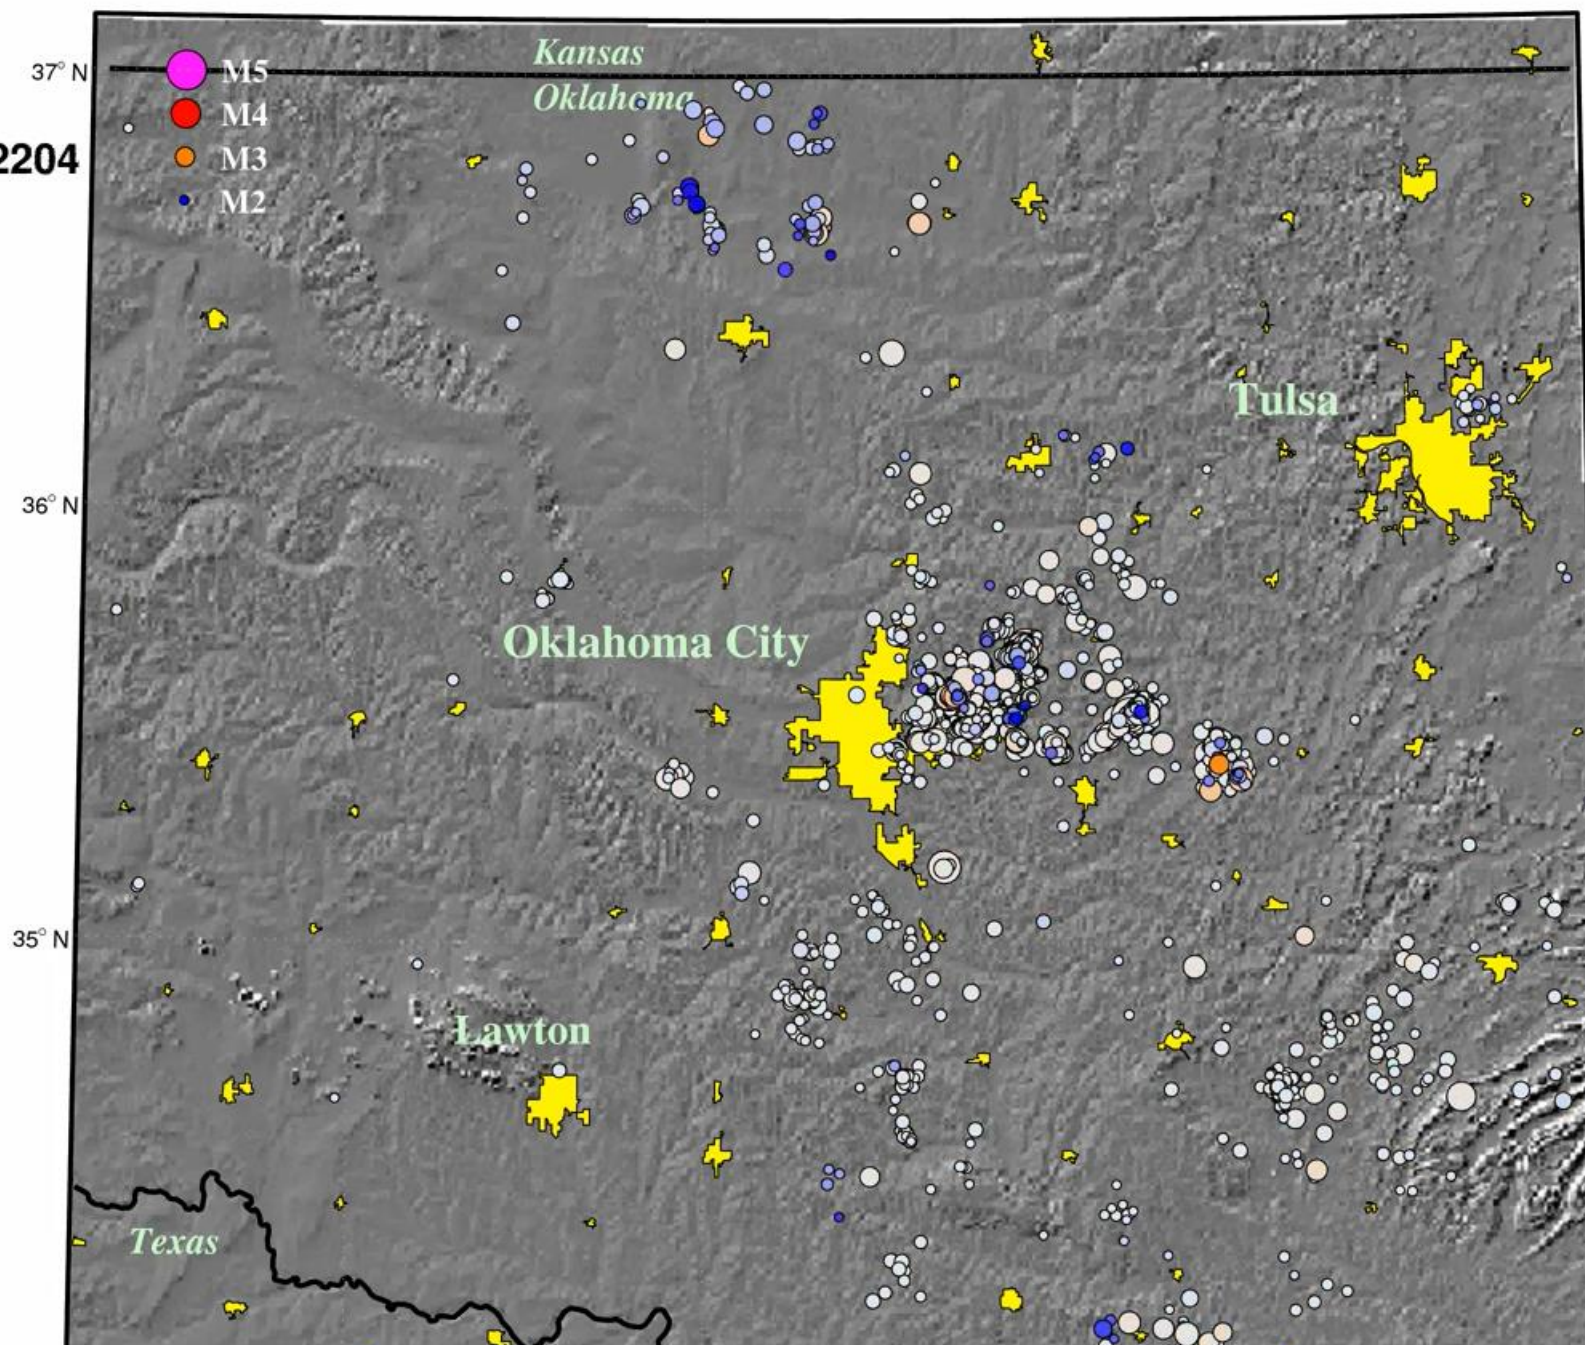 Kansas
37° N
M5
Oklahoma
M4
2204
M3
M2
Tulsa
36° N
Oklahoma City
35° N
Lawton
Texas